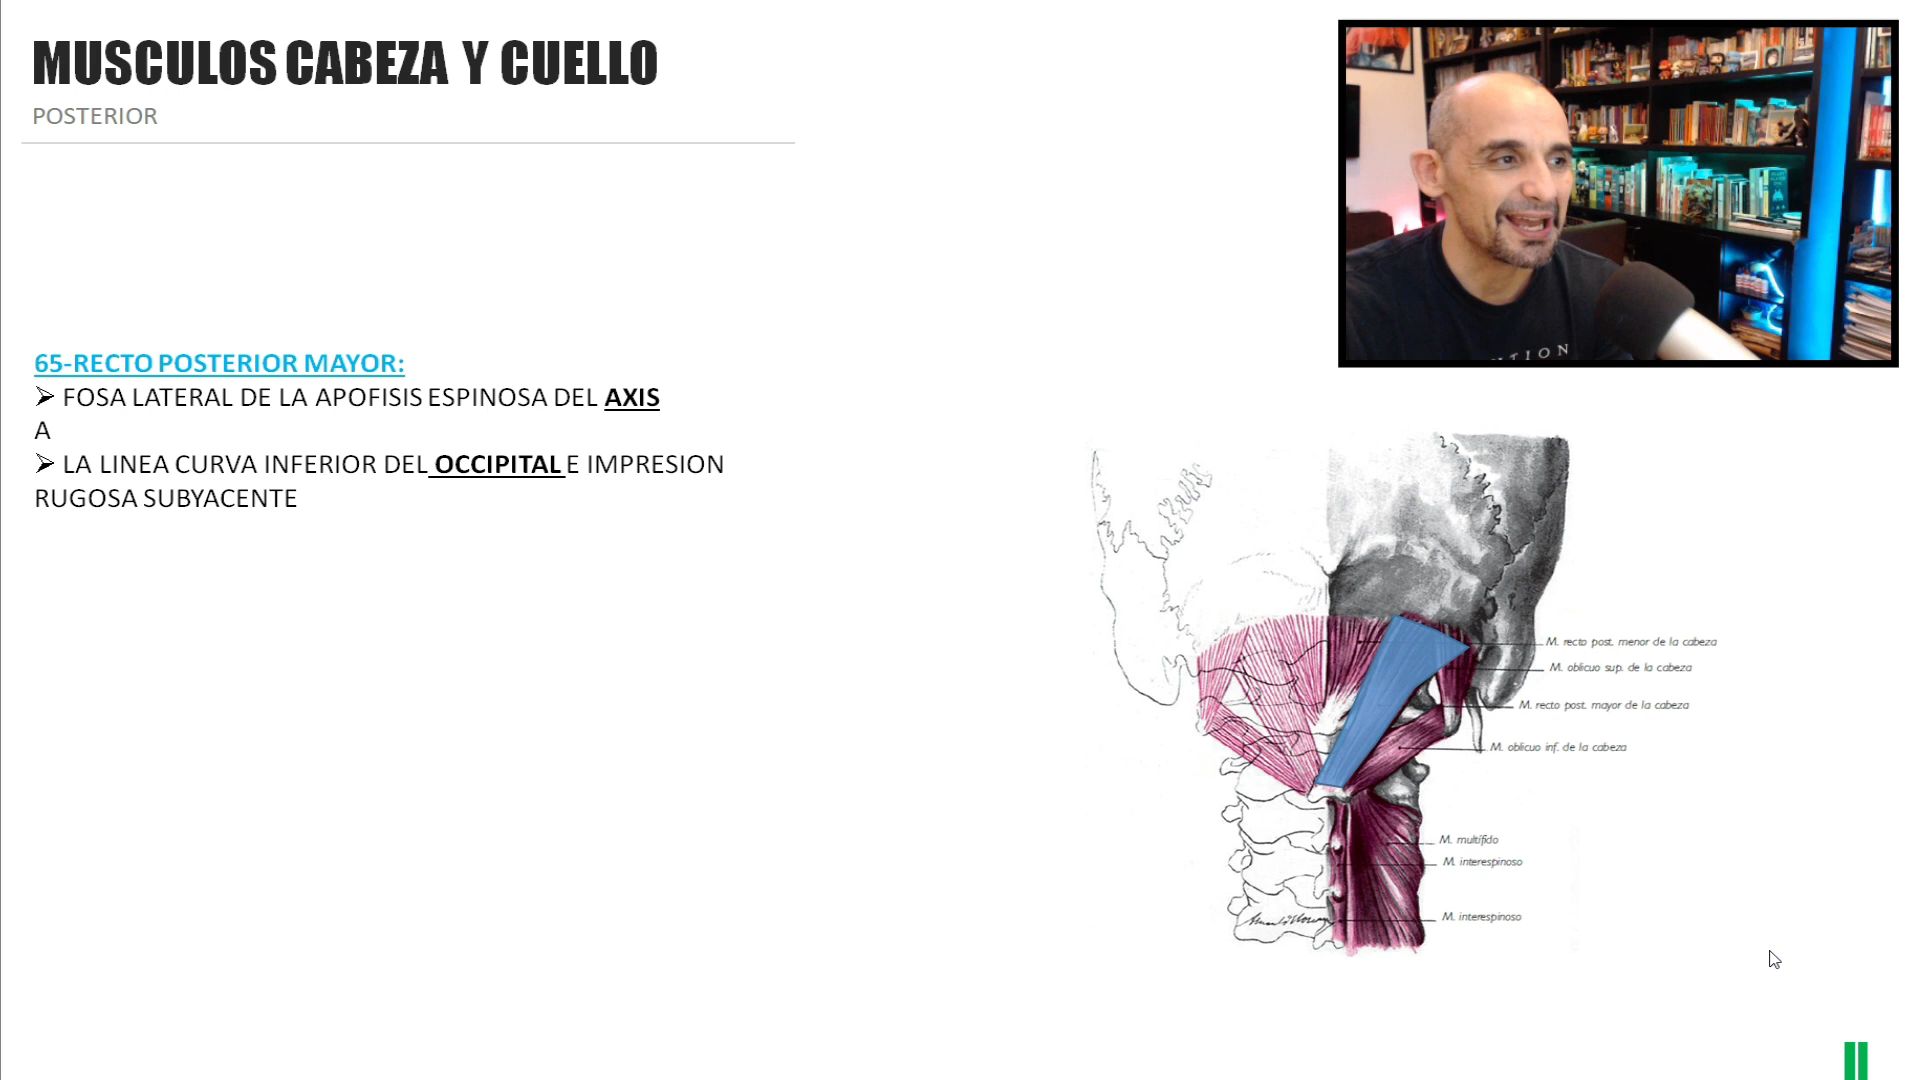 MUSCULOS CABEZA Y CUELLO
POSTERIOR
65-RECTO POSTERIOR MAYOR:
➢ FOSA LATERAL DE LA APOFISIS ESPINOSA DEL AXIS
A
➢ LA LINEA CURVA INFERIOR DEL OCCIPITAL E IMPRESION
RUGOSA SUBYACENTE
M. recto post. menor de la cabeza
M. oblicuo sup. de la cabeza
M. recto post. mayor de la cabeza
M. oblicuo inf. de la cabeza
M. multífido
M. interespinoso
M. interespinoso